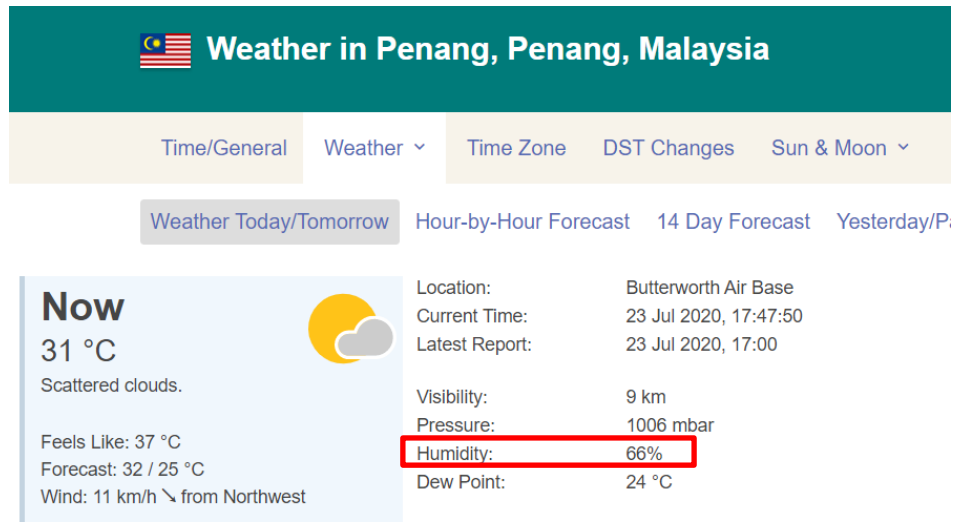 Weather in Penang, Penang, Malaysia
Time/General Weather Time Zone DST Changes Sun & Moon
Weather Today/Tomorrow Hour-by-Hour Forecast 14 Day Forecast Yesterday/Pa
Now
31 °C
Scattered clouds.
Feels Like: 37 °C
Forecast: 32 / 25 °C
Wind: 11 km/h ↘ from Northwest
Location: Butterworth Air Base
Current Time: 23 Jul 2020, 17:47:50
Latest Report: 23 Jul 2020, 17:00
Visibility: 9 km
Pressure: 1006 mbar
Humidity: 66%
Dew Point: 24 °C